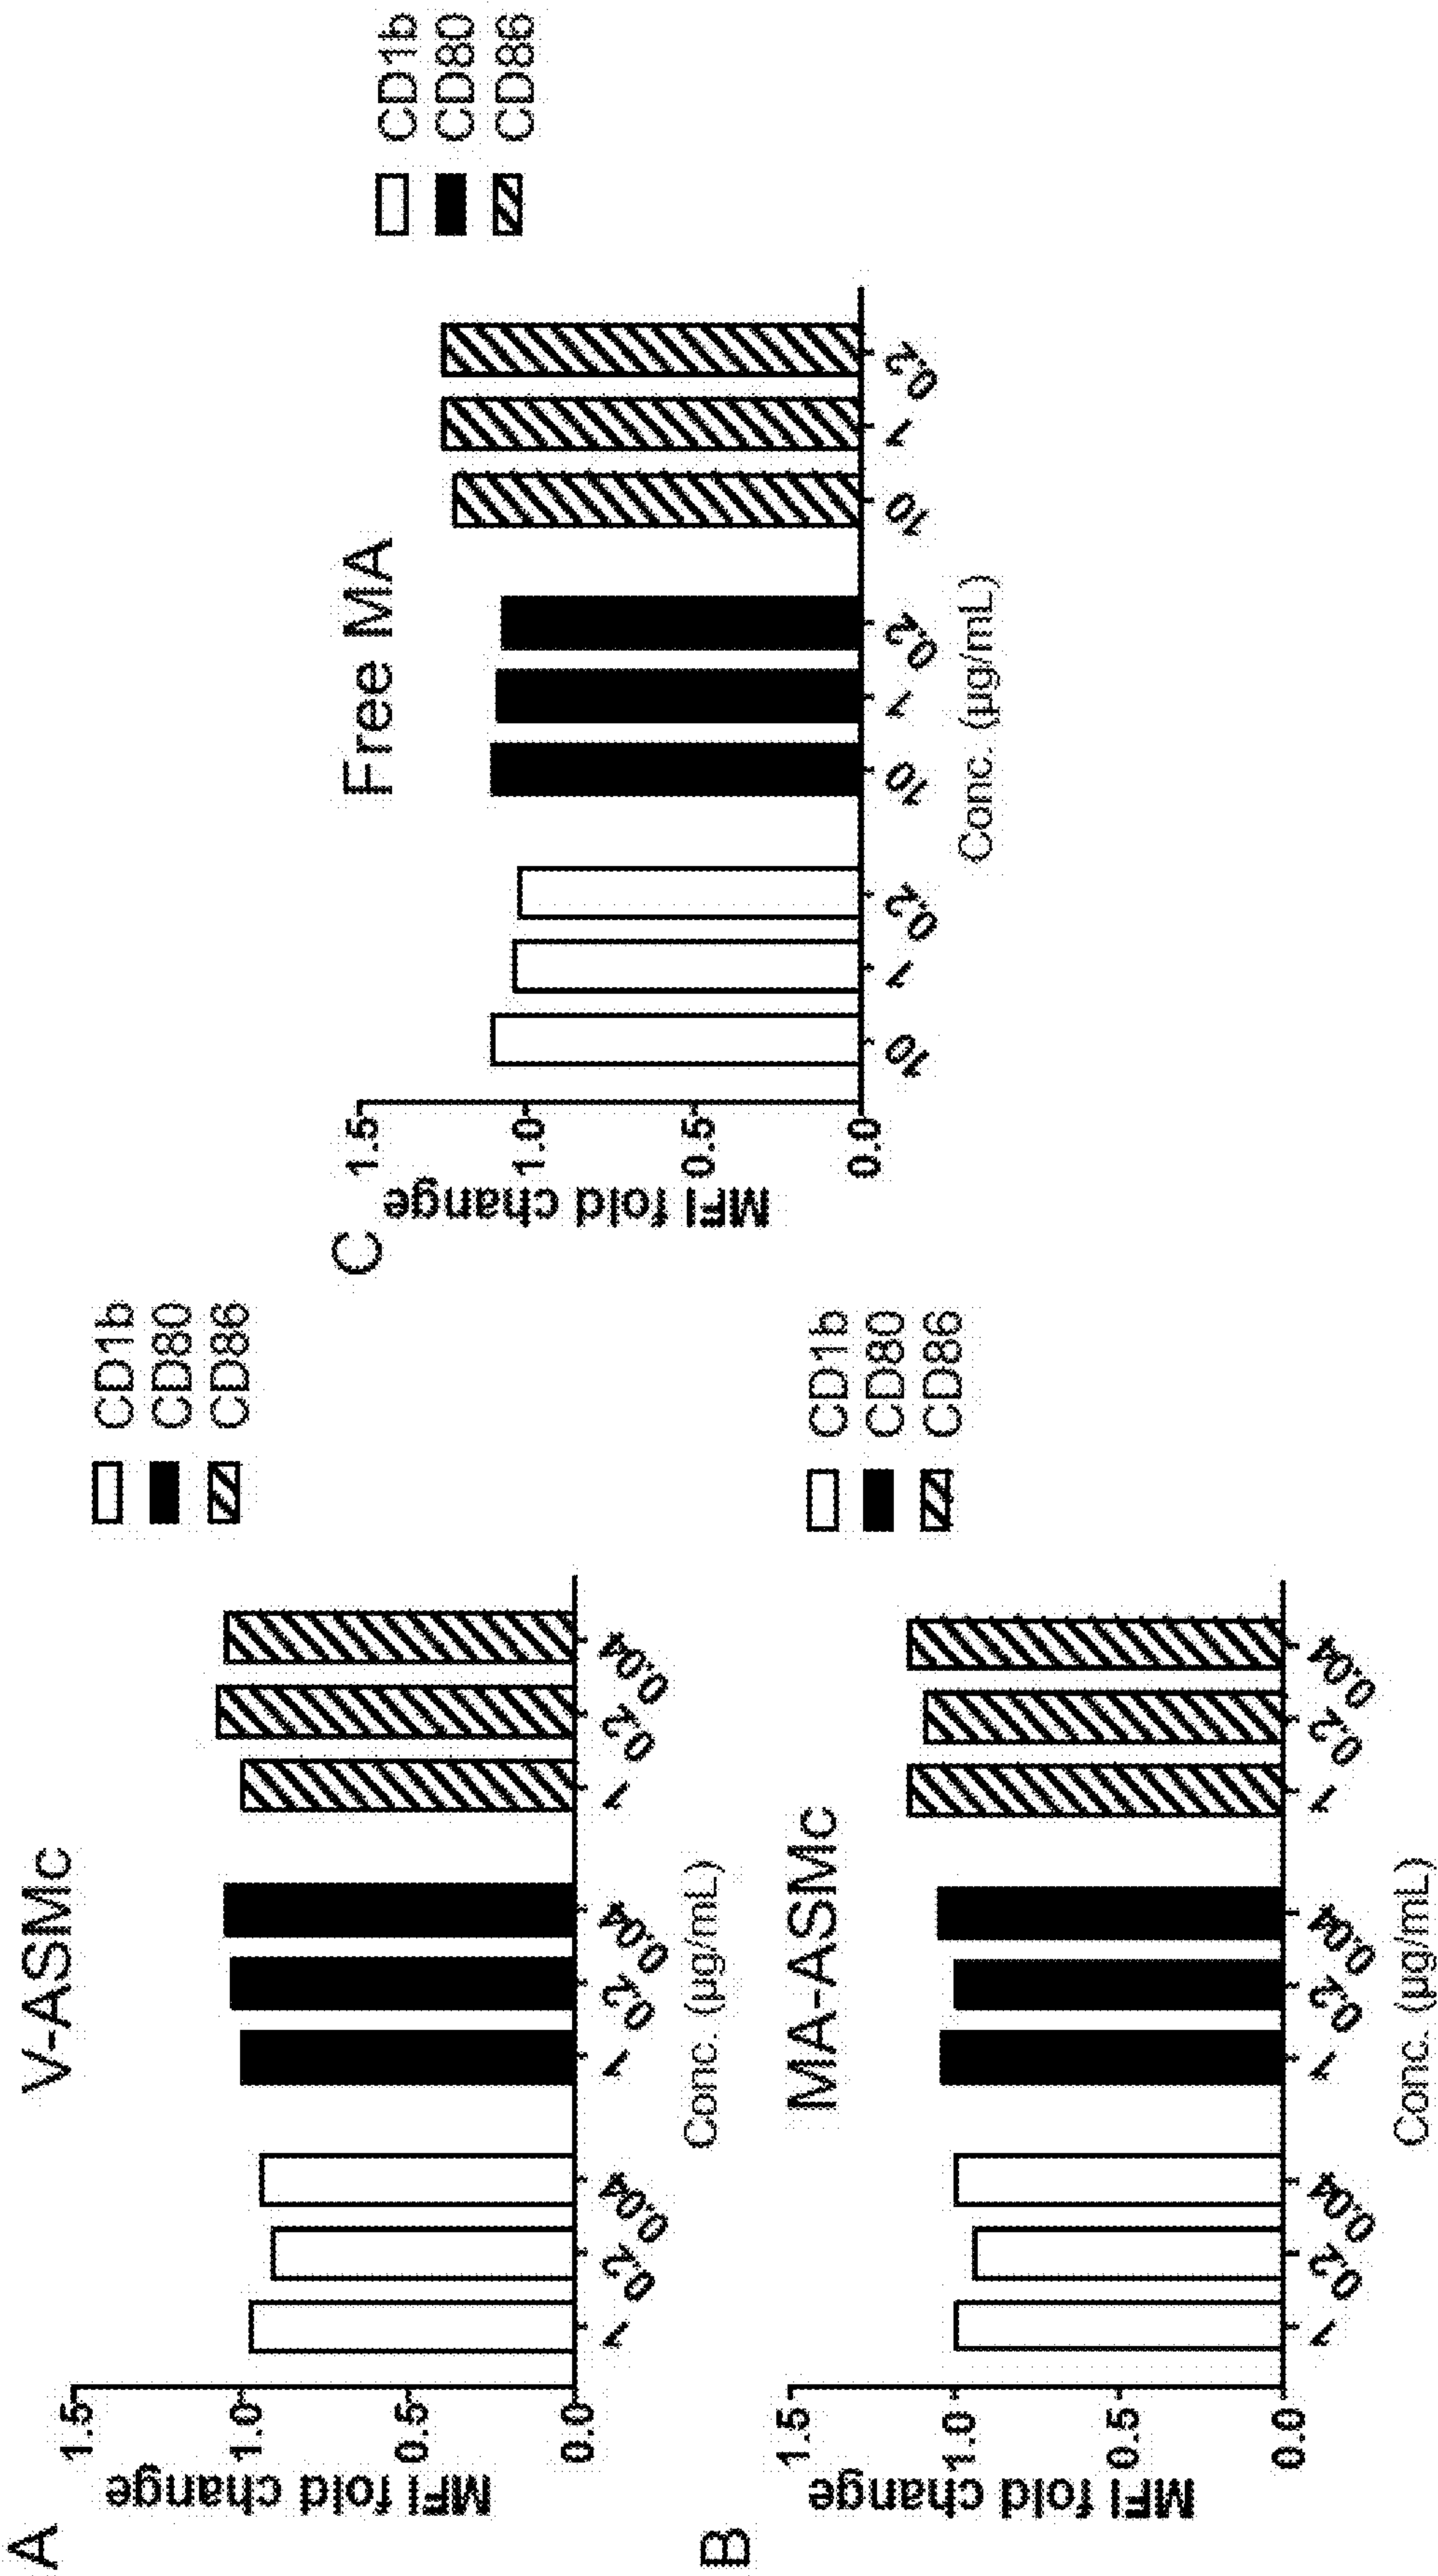 A
V-ASMc
MFI fold change
1.5
1.0
0.5
0.0
1 0.2 0.04 1 0.2 0.04 1 0.2 0.04
Conc. (µg/mL)
CD1b
CD80
CD86
B
MA-ASMc
MFI fold change
1.5
1.0
0.5
0.0
1 0.2 0.04 1 0.2 0.04 1 0.2 0.04
Conc. (µg/mL)
CD1b
CD80
CD86
C
Free MA
MFI fold change
1.5
1.0
0.5
0.0
10 1 0.2 10 1 0.2 10 1 0.2
Conc. (µg/mL)
CD1b
CD80
CD86